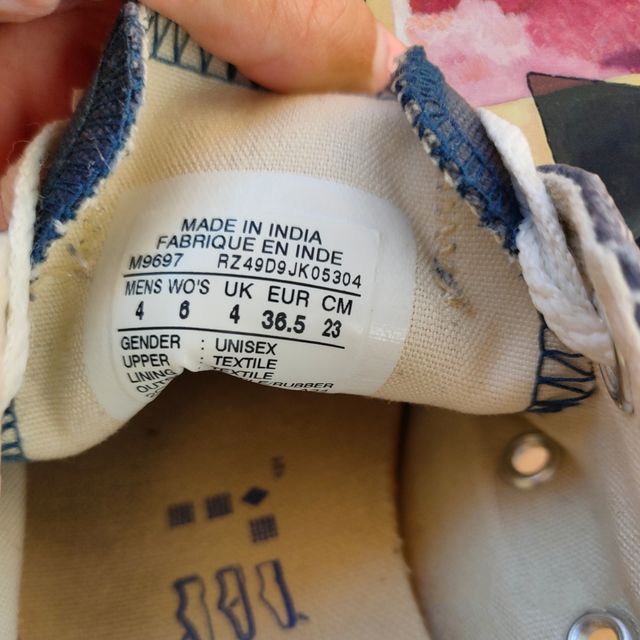 MADE IN INDIA
FABRIQUE EN INDE
M9697 RZ49D9JK05304
MENS WO'S UK EUR CM
4 6 4 36.5 23
GENDER : UNISEX
UPPER : TEXTILE
LINING TEXTILE
RUBBER